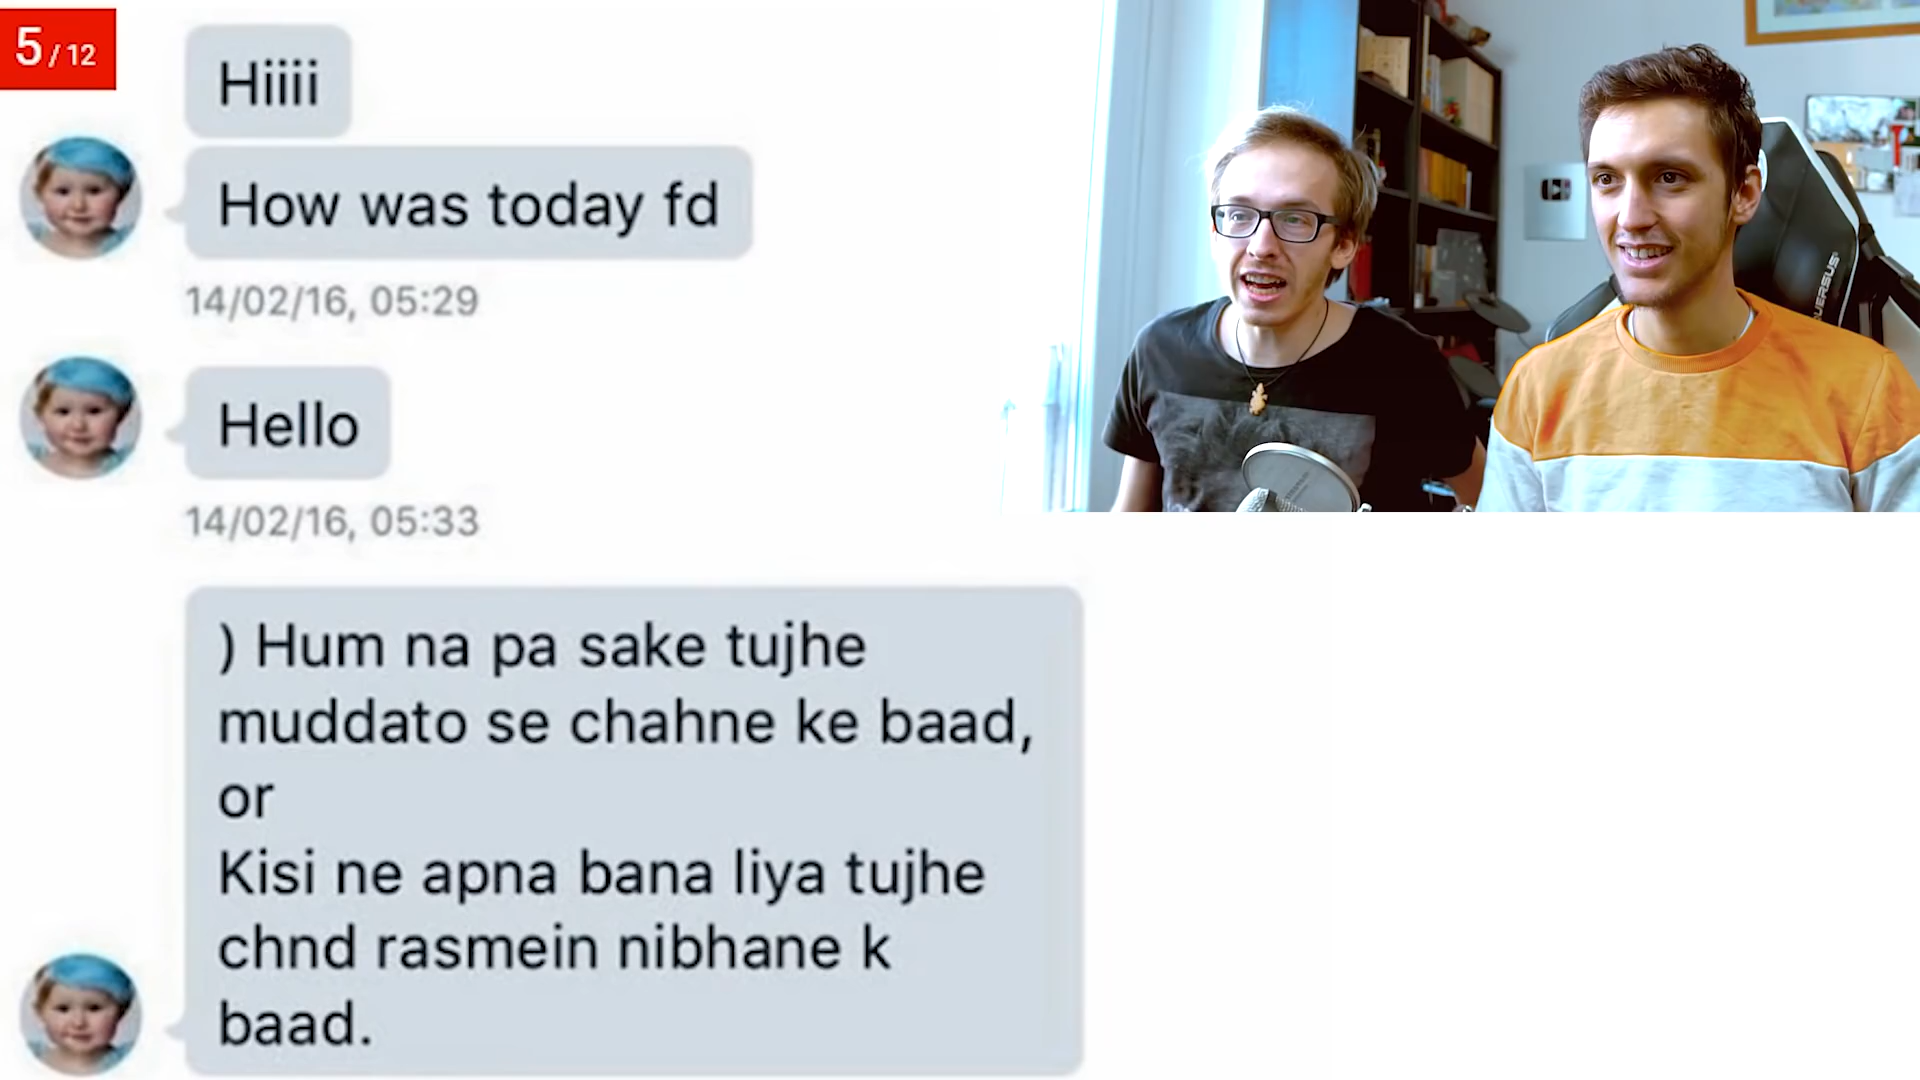 5/12
Hiiii
How was today fd
14/02/16, 05:29
Hello
14/02/16, 05:33
) Hum na pa sake tujhe
muddato se chahne ke baad,
or
Kisi ne apna bana liya tujhe
chnd rasmein nibhane k
baad.